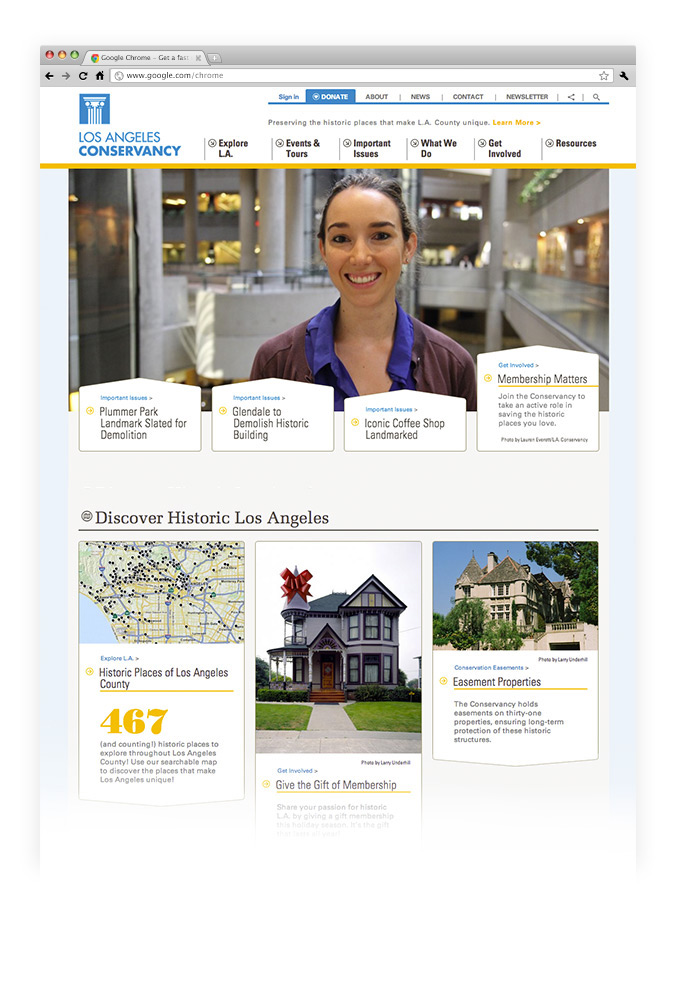 Google Chrome - Get a fast
www.google.com/chrome
Sign In
DONATE
ABOUT
NEWS
CONTACT
NEWSLETTER
LOS ANGELES
CONSERVANCY
Preserving the historic places that make L.A. County unique. Learn More >
Explore
L.A.
Events &
Tours
Important
Issues
What We
Do
Get
Involved
Resources
Important Issues >
Plummer Park
Landmark Slated for
Demolition
Important Issues >
Glendale to
Demolish Historic
Building
Important Issues >
Iconic Coffee Shop
Landmarked
Get Involved >
Membership Matters
Join the Conservancy to
take an active role in
saving the historic
places you love.
Photo by Lauren Everett/L.A. Conservancy
Discover Historic Los Angeles
Explore L.A. >
Historic Places of Los Angeles
County
467
(and counting!) historic places to
explore throughout Los Angeles
County! Use our searchable map
to discover the places that make
Los Angeles unique!
Photo by Larry Underhill
Get Involved >
Give the Gift of Membership
Share your passion for historic
L.A. by giving a gift membership
this holiday season. It's the gift
that lasts all year!
Photo by Larry Underhill
Conservation Easements >
Easement Properties
The Conservancy holds
easements on thirty-one
properties, ensuring long-term
protection of these historic
structures.